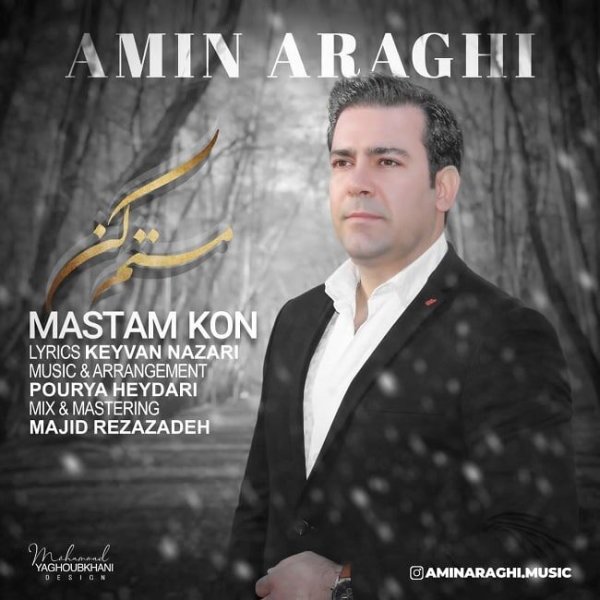 AMIN ARAGHI
مستم کن
MASTAM KON
LYRICS KEYVAN NAZARI
MUSIC & ARRANGEMENT
POURYA HEYDARI
MIX & MASTERING
MAJID REZAZADEH
Mohamad
YAGHOUBKHANI
DESIGN
AMINARAGHI.MUSIC